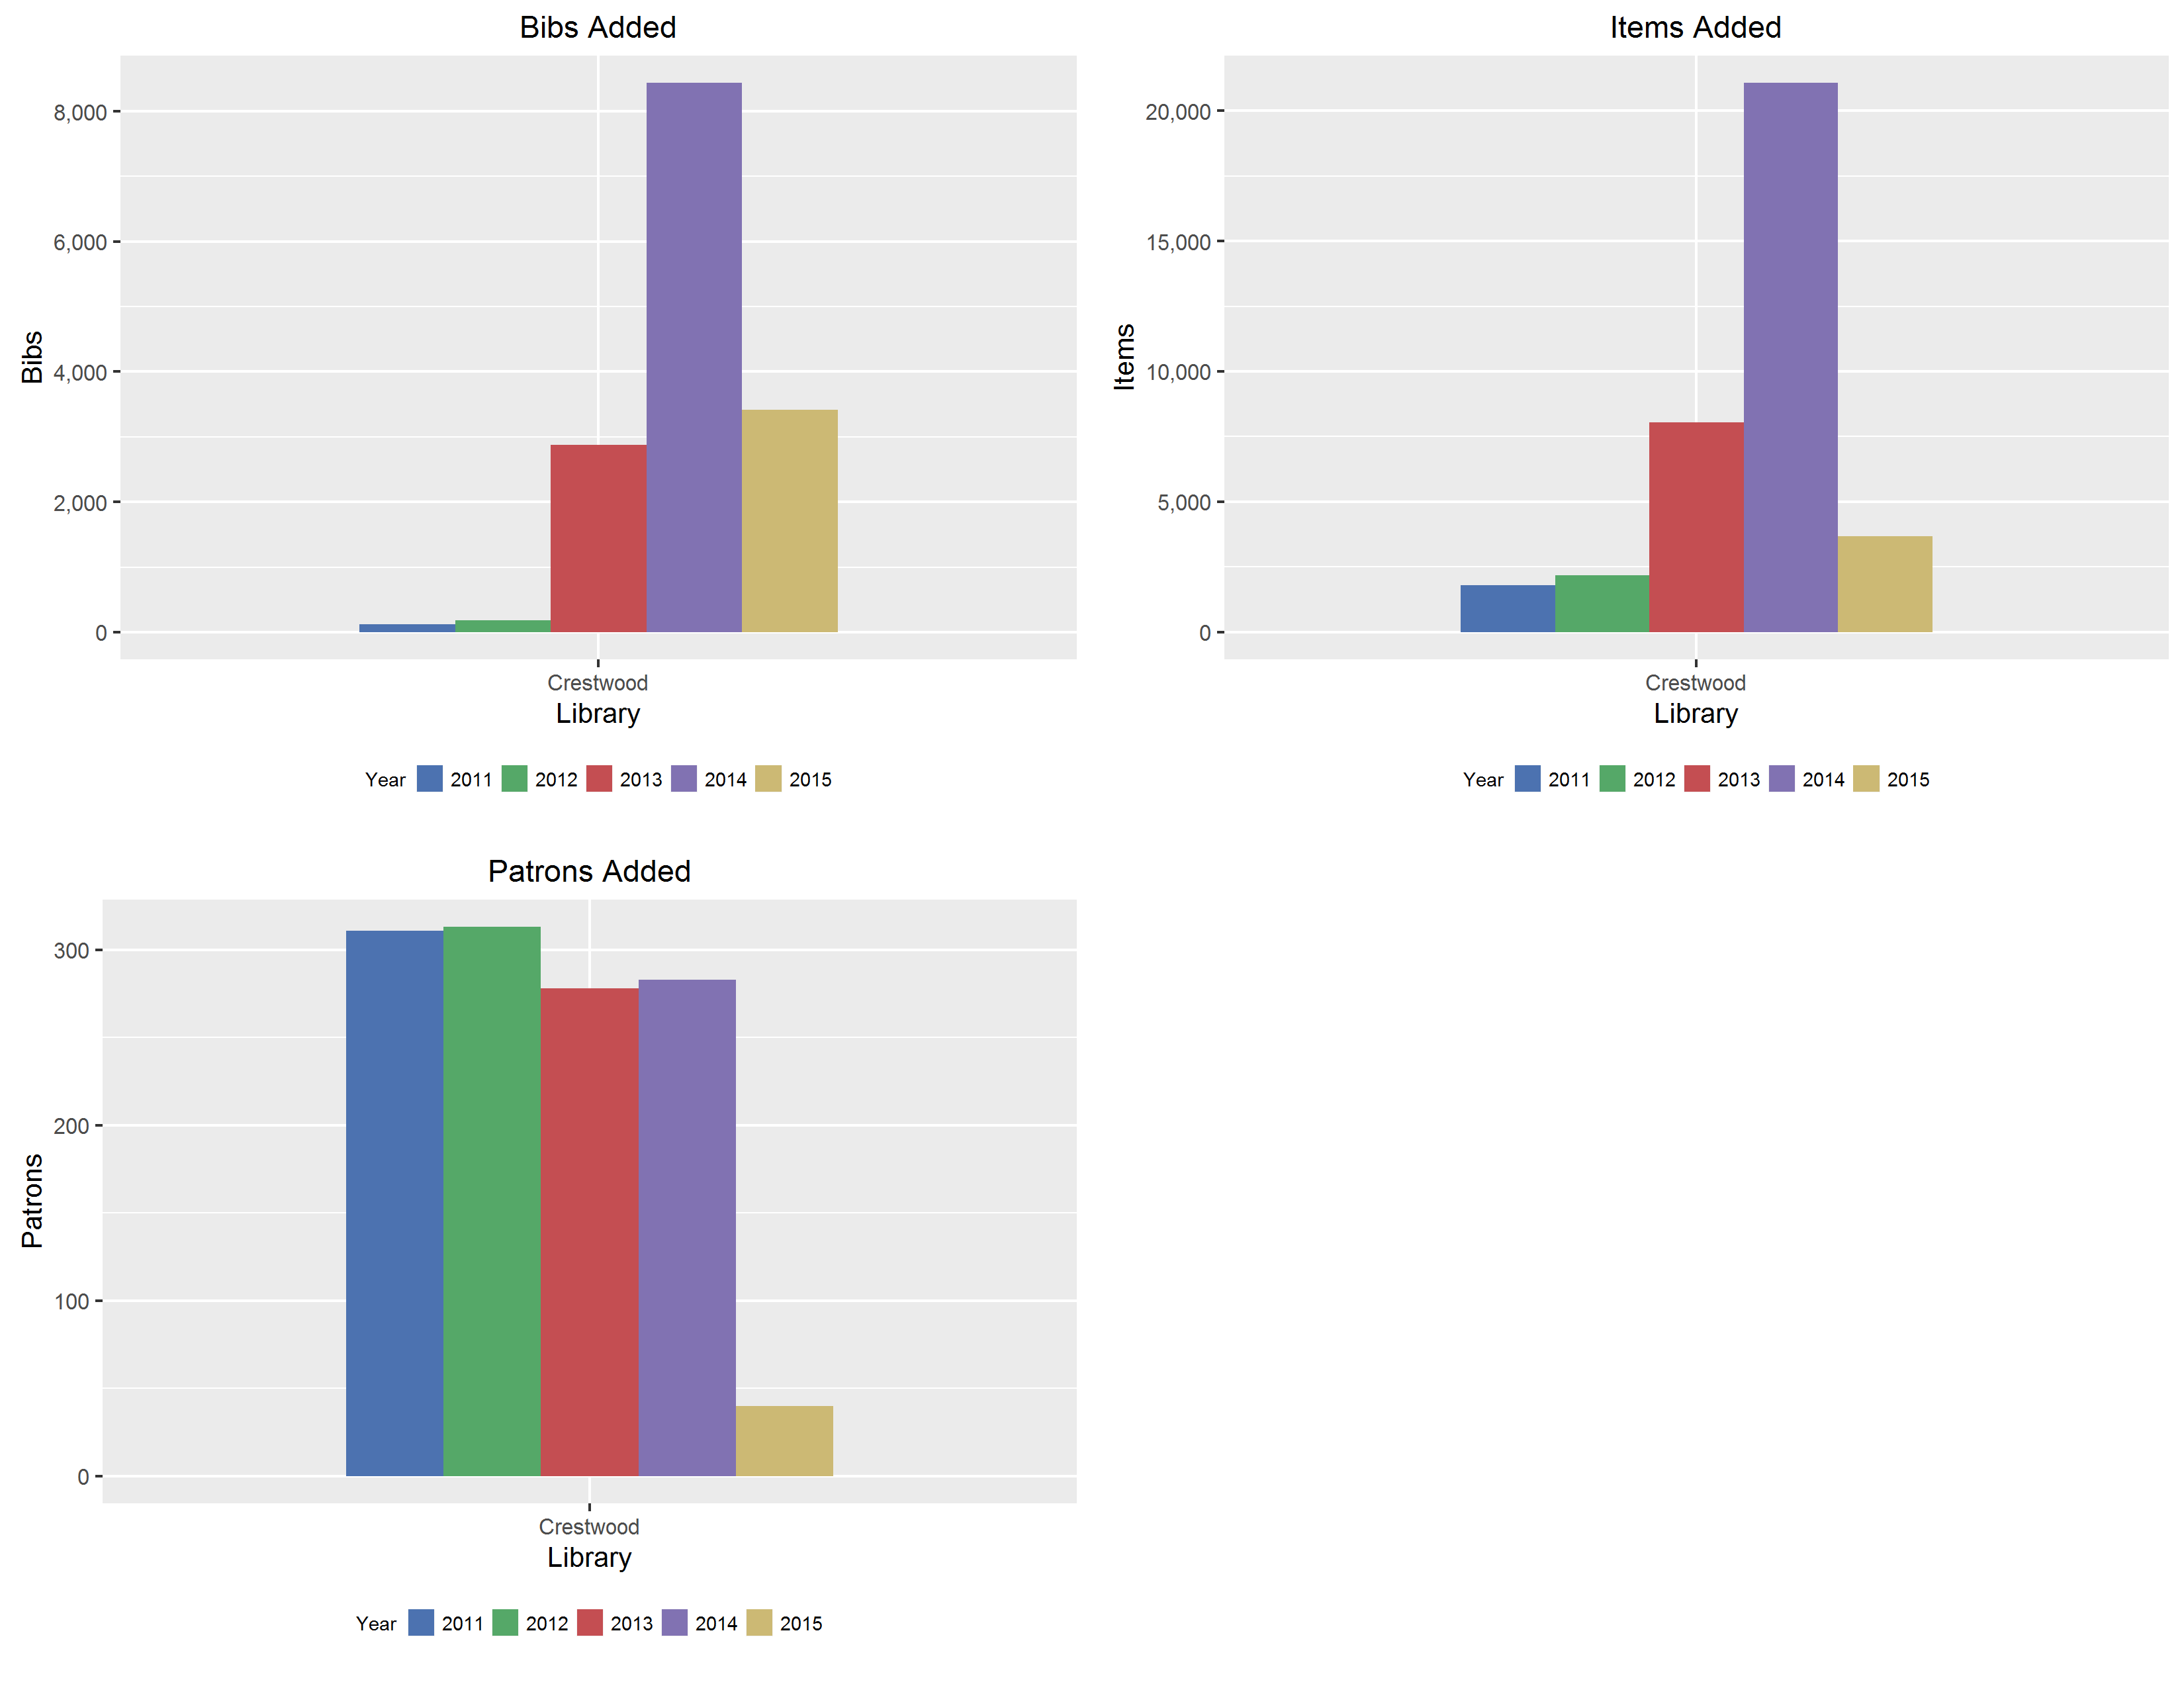 Bibs Added
Bibs
8,000
6,000
4,000
2,000
0
Crestwood
Library
Year 2011 2012 2013 2014 2015
Items Added
Items
20,000
15,000
10,000
5,000
0
Crestwood
Library
Year 2011 2012 2013 2014 2015
Patrons Added
Patrons
300
200
100
0
Crestwood
Library
Year 2011 2012 2013 2014 2015